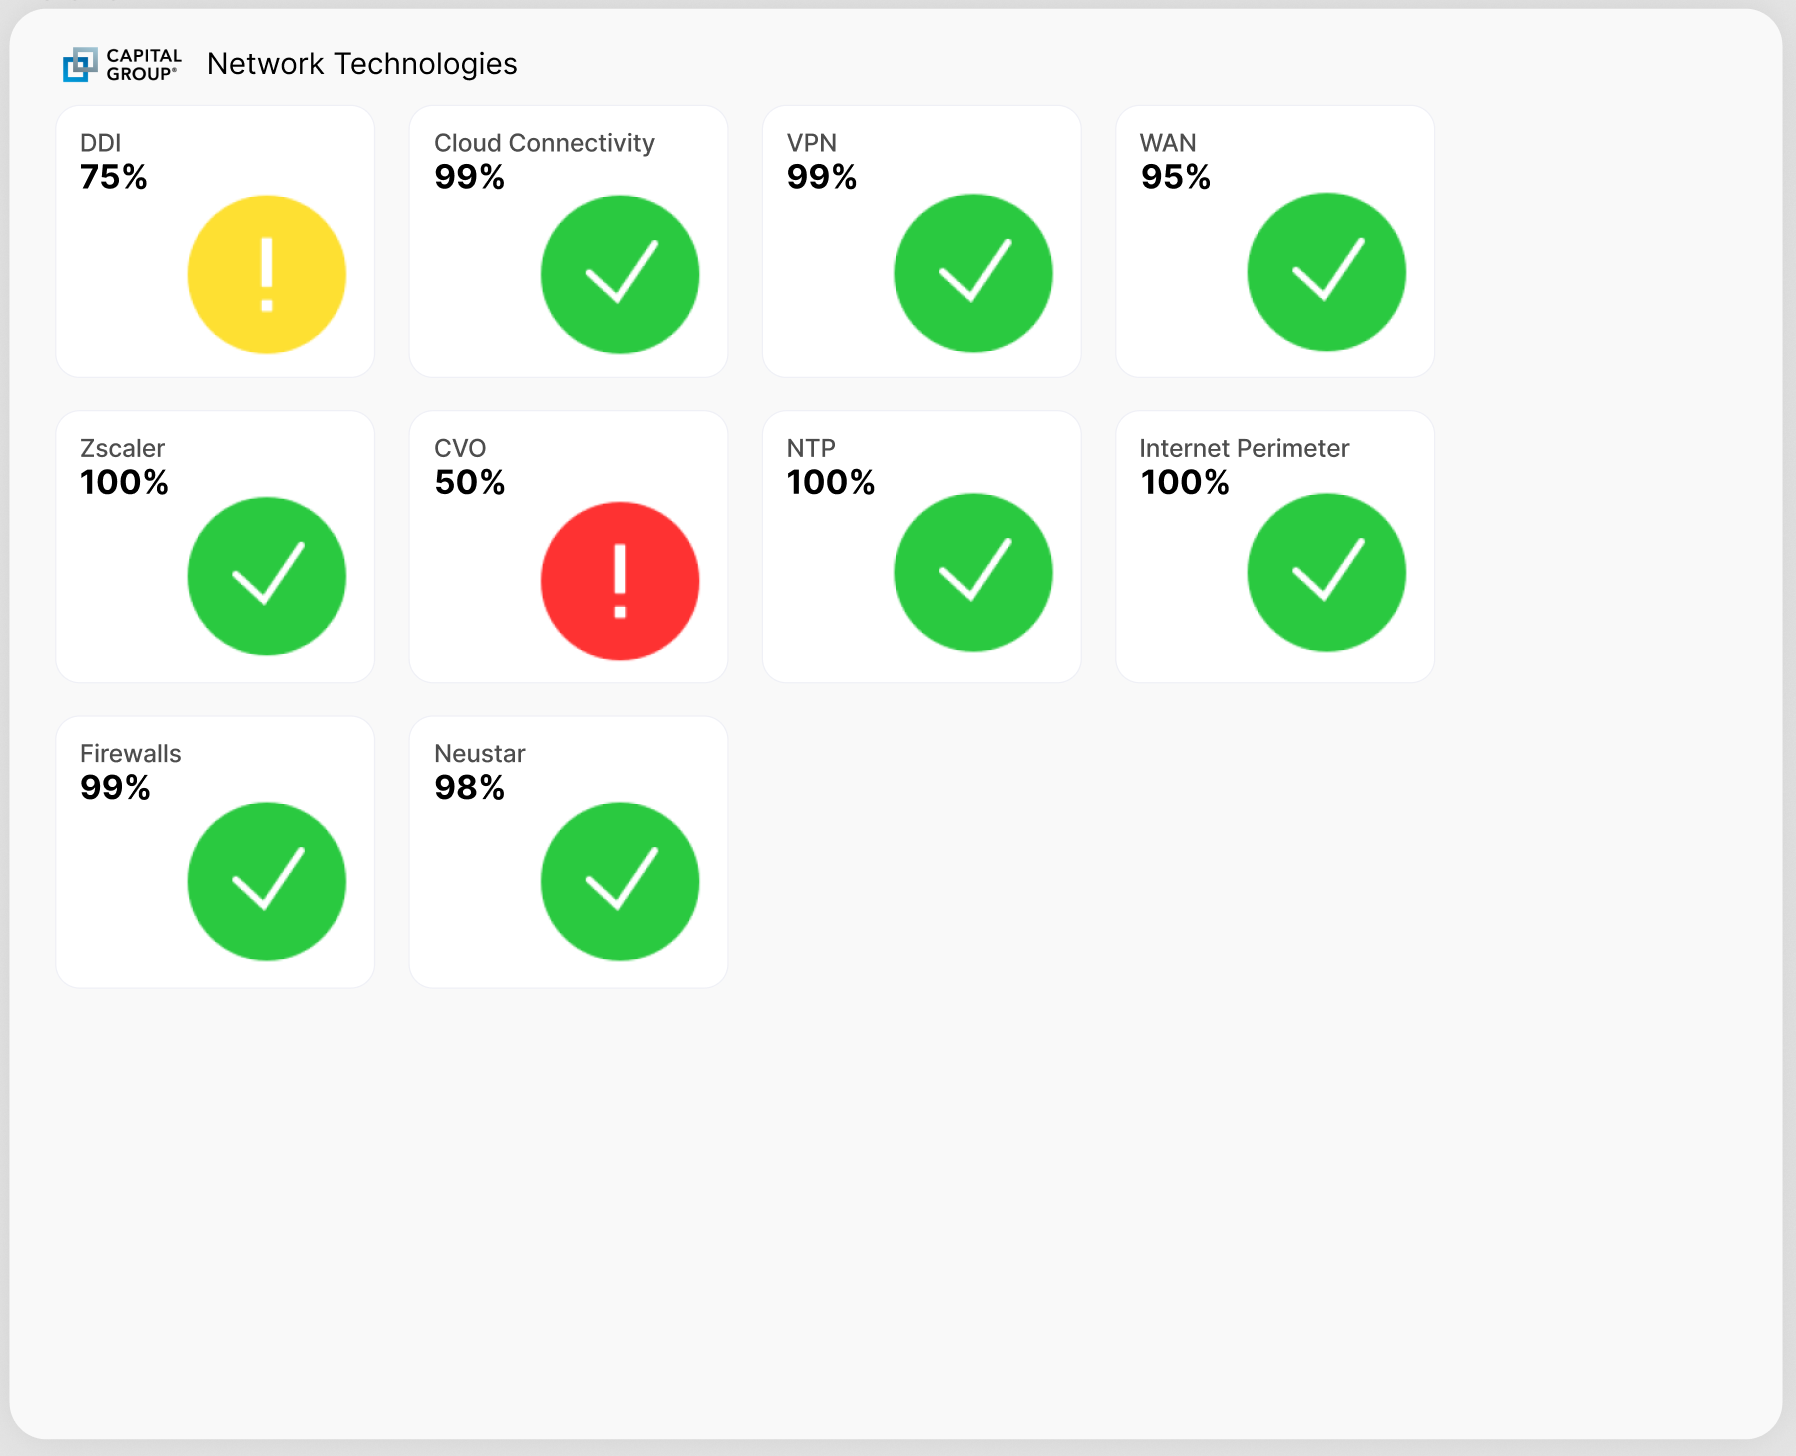 CAPITAL
GROUP®
Network Technologies
DDI
75%
Cloud Connectivity
99%
VPN
99%
WAN
95%
Zscaler
100%
CVO
50%
NTP
100%
Internet Perimeter
100%
Firewalls
99%
Neustar
98%